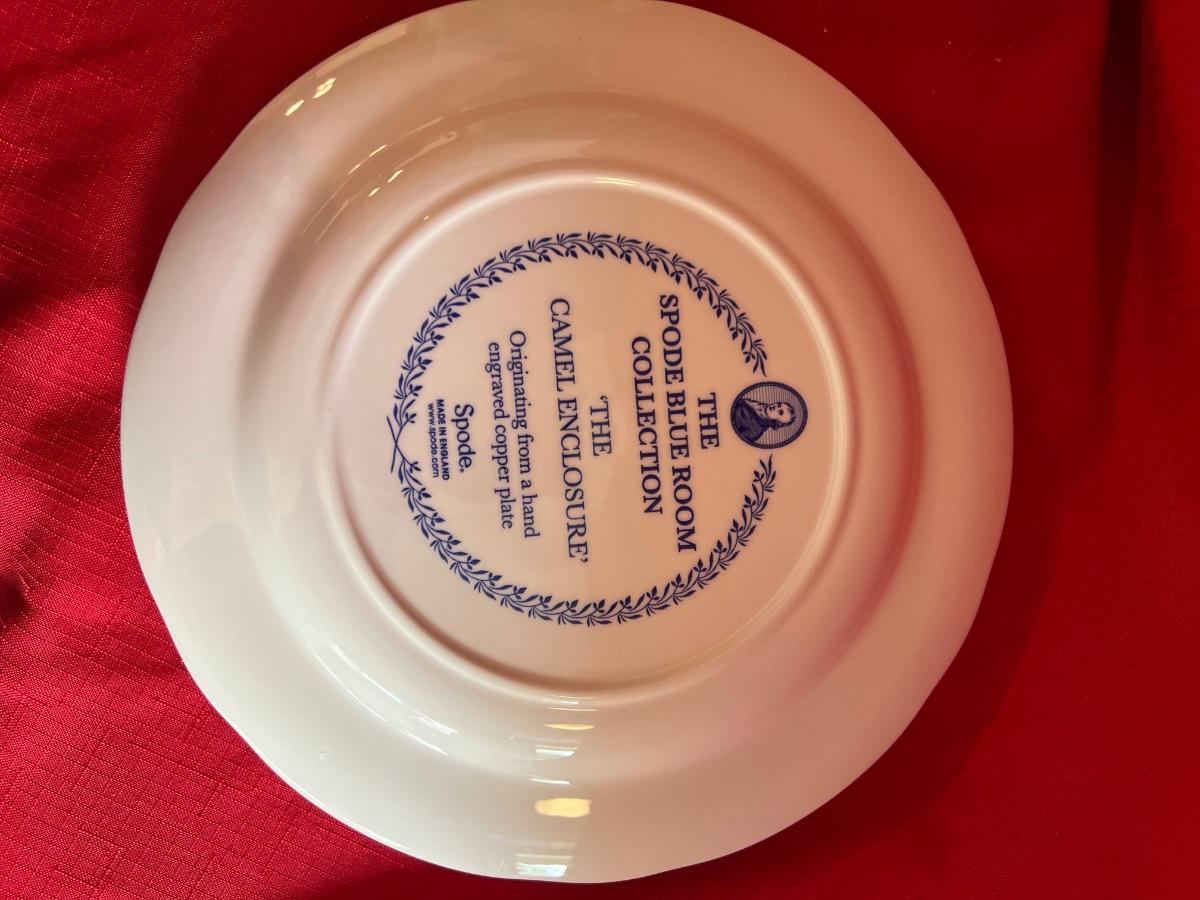 THE
SPODE BLUE ROOM
COLLECTION
‘THE
CAMEL ENCLOSURE’
Originating from a hand
engraved copper plate
Spode.
MADE IN ENGLAND
www.spode.com